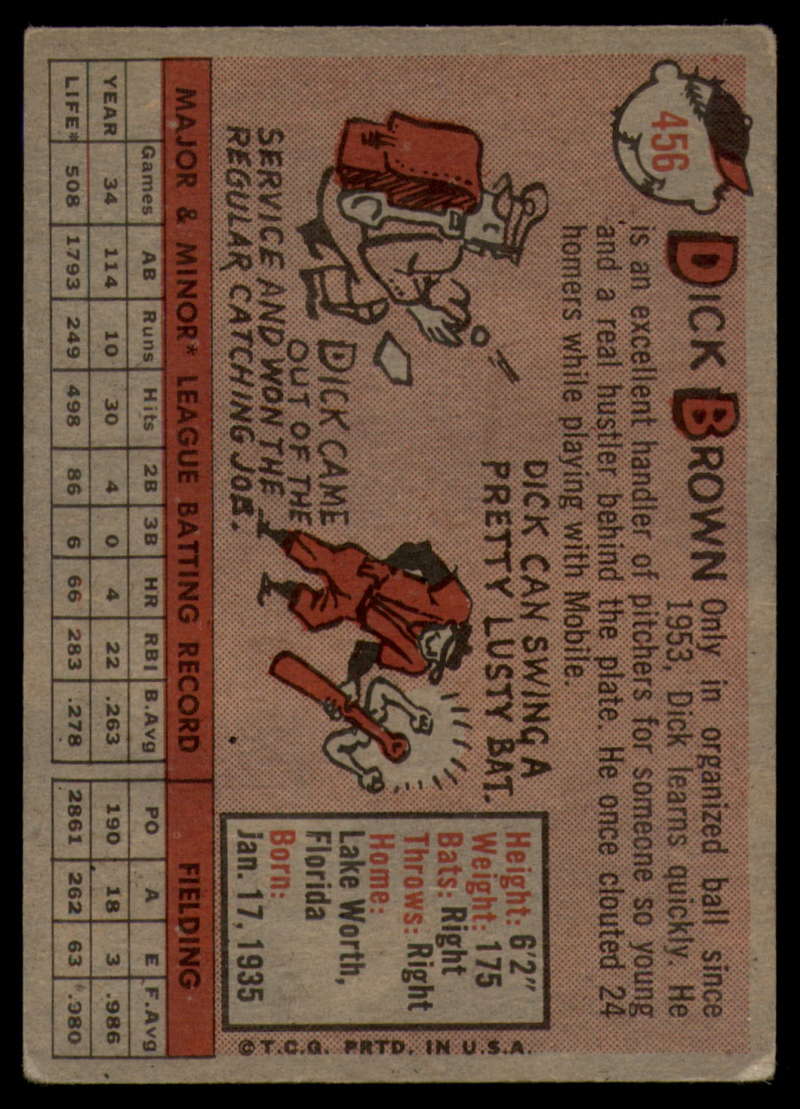 456
DICK BROWN
Only in organized ball since
1953, Dick learns quickly. He
is an excellent handler of pitchers for someone so young
and a real hustler behind the plate. He once clouted 24
homers while playing with Mobile.
DICK CAN SWING A
PRETTY LUSTY BAT.
DICK CAME
OUT OF THE
SERVICE AND WON THE
REGULAR CATCHING JOB.
Height: 6'2"
Weight: 175
Bats: Right
Throws: Right
Home:
Lake Worth,
Florida
Born:
Jan. 17, 1935
© T.C.G. PRTD. IN U.S.A.
MAJOR & MINOR* LEAGUE BATTING RECORD FIELDING
Games AB Runs Hits 2B 3B HR RBI B.Avg PO A E F.Avg
YEAR 34 114 10 30 4 0 4 22 .263 190 18 3 .986
LIFE* 508 1793 249 498 86 6 66 283 .278 2861 262 63 .980